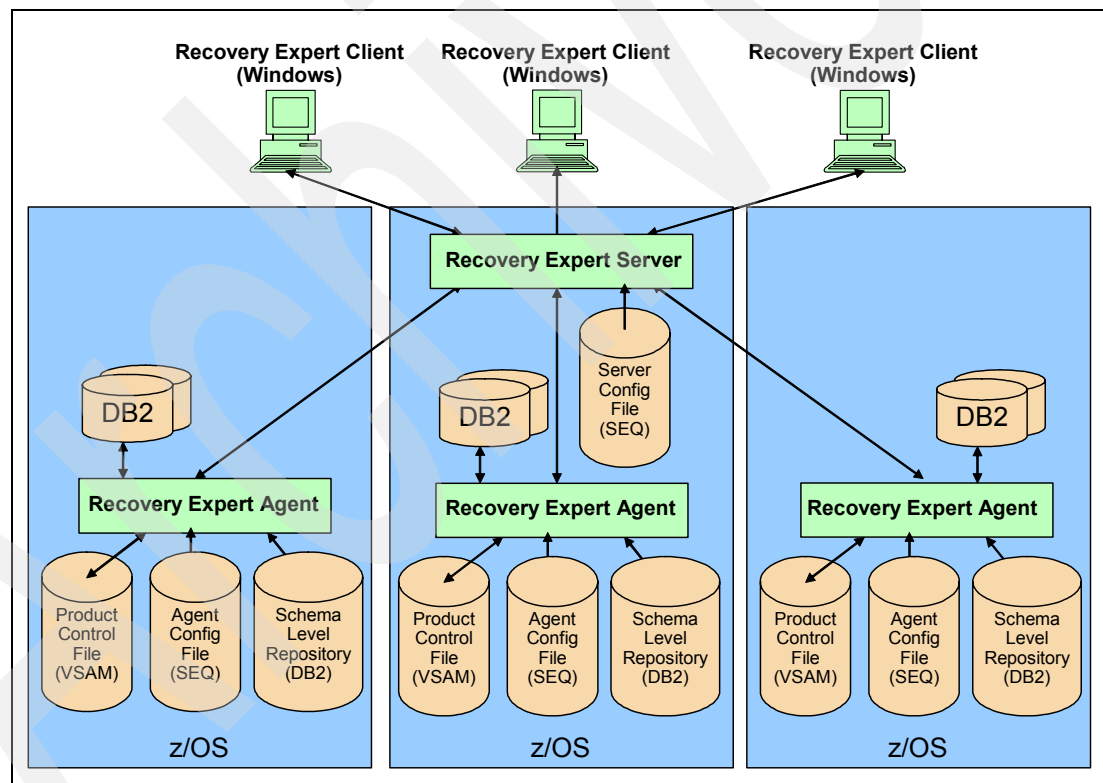 Recovery Expert Client
(Windows)
Recovery Expert Client
(Windows)
Recovery Expert Client
(Windows)
Recovery Expert Server
Server
Config
File
(SEQ)
DB2
Recovery Expert Agent
Product
Control
File
(VSAM)
Agent
Config
File
(SEQ)
Schema
Level
Repository
(DB2)
z/OS
DB2
Recovery Expert Agent
Product
Control
File
(VSAM)
Agent
Config
File
(SEQ)
Schema
Level
Repository
(DB2)
z/OS
DB2
Recovery Expert Agent
Product
Control
File
(VSAM)
Agent
Config
File
(SEQ)
Schema
Level
Repository
(DB2)
z/OS